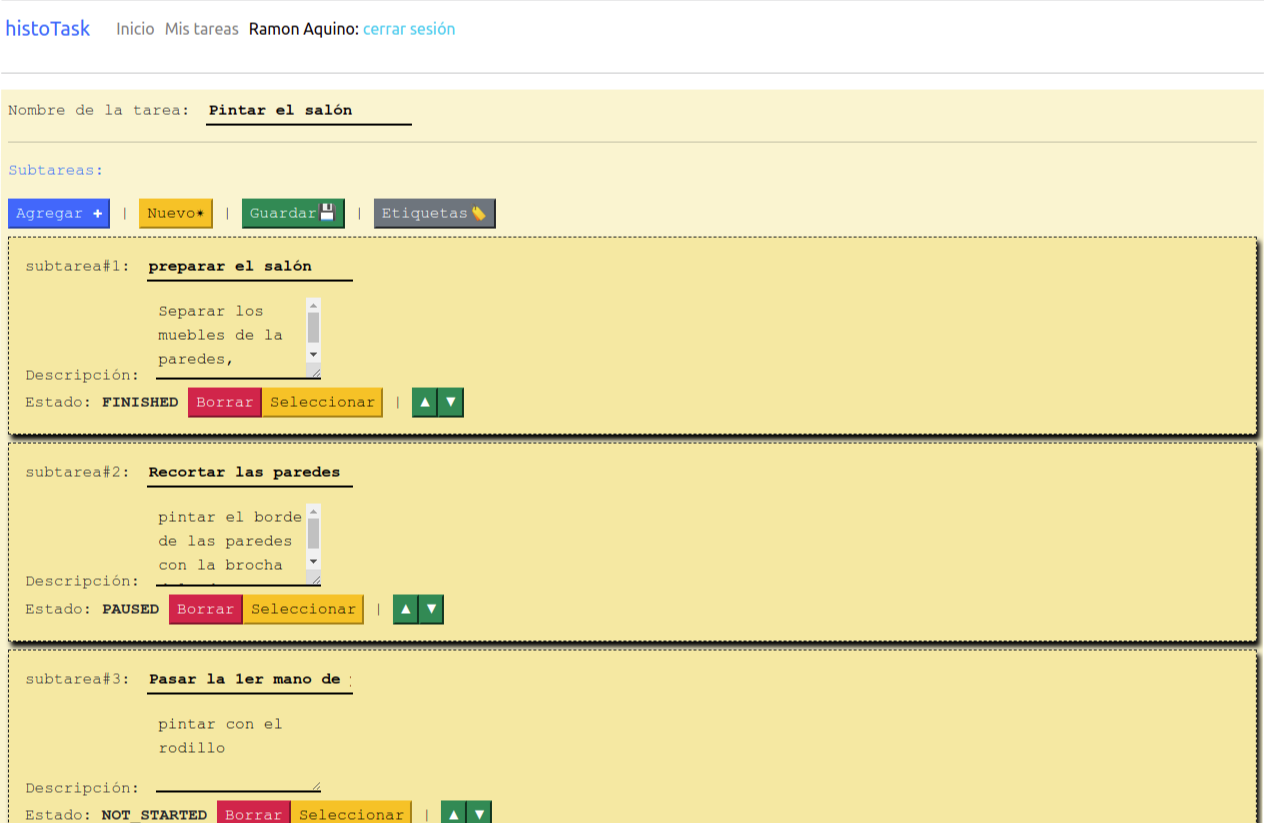 histoTask Inicio Mis tareas Ramon Aquino: cerrar sesión
Nombre de la tarea: Pintar el salón
Subtareas:
Agregar + | Nuevo* | Guardar💾 | Etiquetas🏷️
subtarea#1: preparar el salón
Separar los
muebles de la
paredes,
Descripción:
Estado: FINISHED Borrar Seleccionar | ▲ ▼
subtarea#2: Recortar las paredes
pintar el borde
de las paredes
con la brocha
Descripción:
Estado: PAUSED Borrar Seleccionar | ▲ ▼
subtarea#3: Pasar la 1er mano de
pintar con el
rodillo
Descripción:
Estado: NOT_STARTED Borrar Seleccionar | ▲ ▼